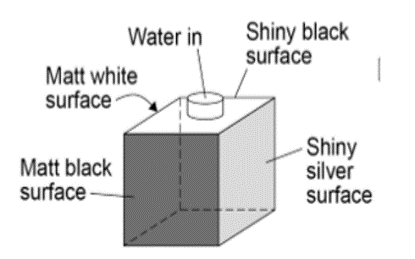 Water in
Shiny black
surface
Matt white
surface
Matt black
surface
Shiny
silver
surface